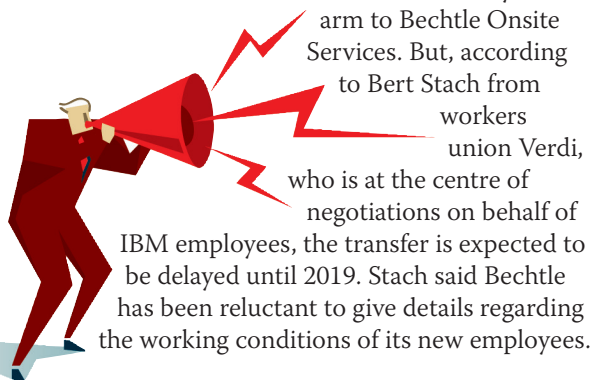 arm to Bechtle Onsite
Services. But, according
to Bert Stach from
workers
union Verdi,
who is at the centre of
negotiations on behalf of
IBM employees, the transfer is expected to
be delayed until 2019. Stach said Bechtle
has been reluctant to give details regarding
the working conditions of its new employees.